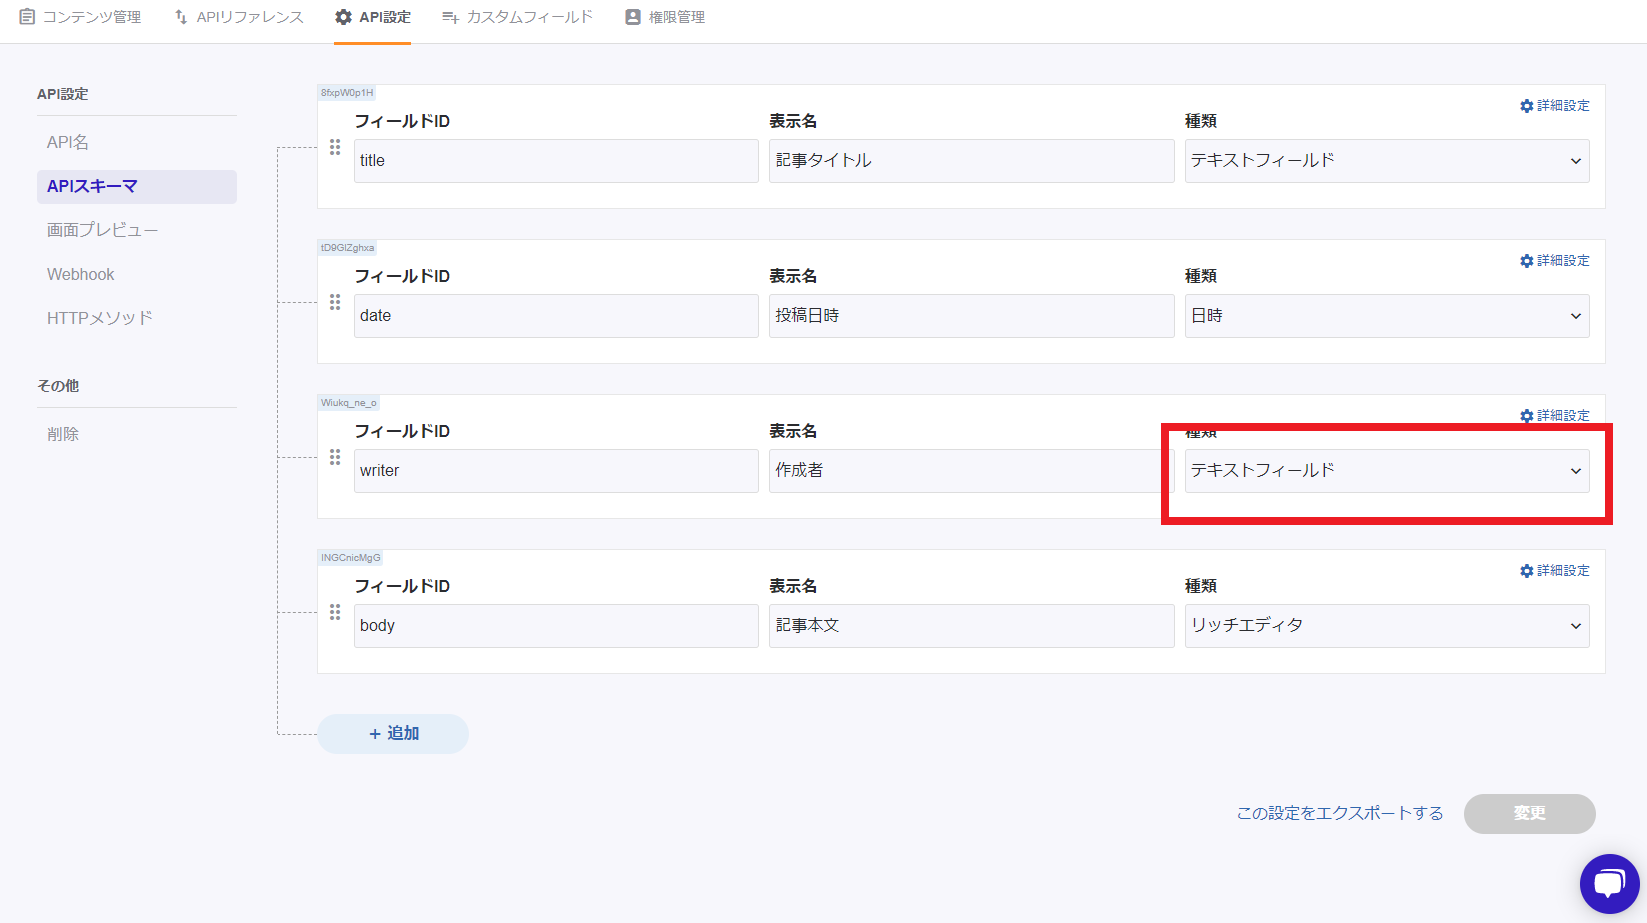 コンテンツ管理 APIリファレンス API設定 カスタムフィールド 権限管理
API設定
API名
APIスキーマ
画面プレビュー
Webhook
HTTPメソッド
その他
削除
8fxpW0p1H
詳細設定
フィールドID 表示名 種類
title 記事タイトル テキストフィールド
tD9GlZghxa
詳細設定
フィールドID 表示名 種類
date 投稿日時 日時
Wiukq_ne_o
詳細設定
フィールドID 表示名 種類
writer 作成者 テキストフィールド
INGCnicMgG
詳細設定
フィールドID 表示名 種類
body 記事本文 リッチエディタ
+ 追加
この設定をエクスポートする 変更